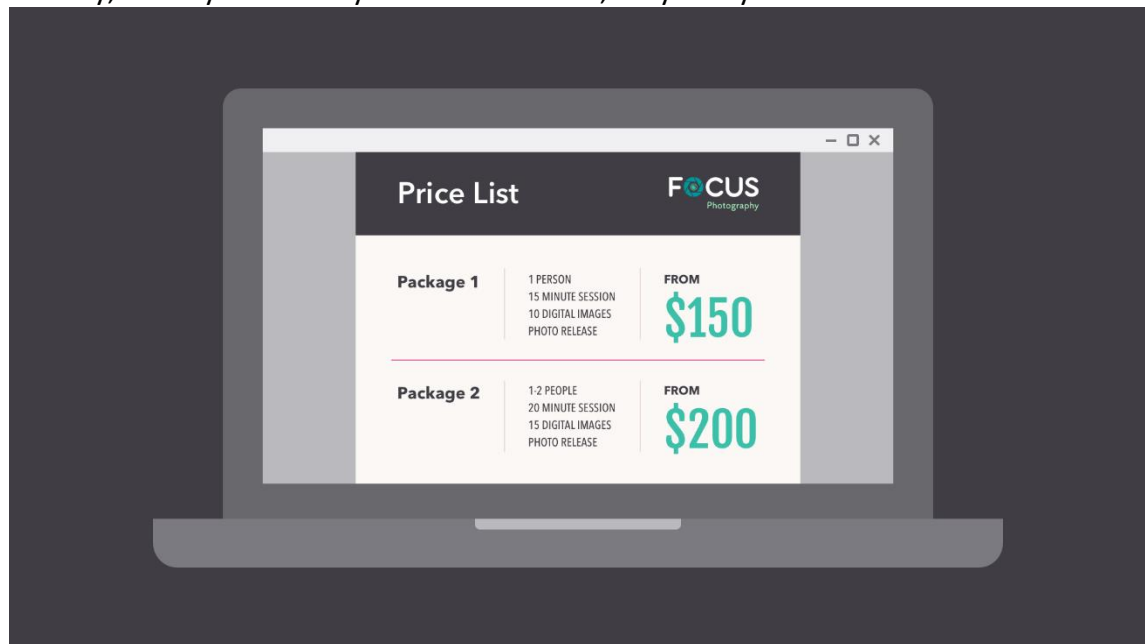 Price List
FOCUS
Photography
Package 1
1 PERSON
15 MINUTE SESSION
10 DIGITAL IMAGES
PHOTO RELEASE
FROM
$150
Package 2
1-2 PEOPLE
20 MINUTE SESSION
15 DIGITAL IMAGES
PHOTO RELEASE
FROM
$200